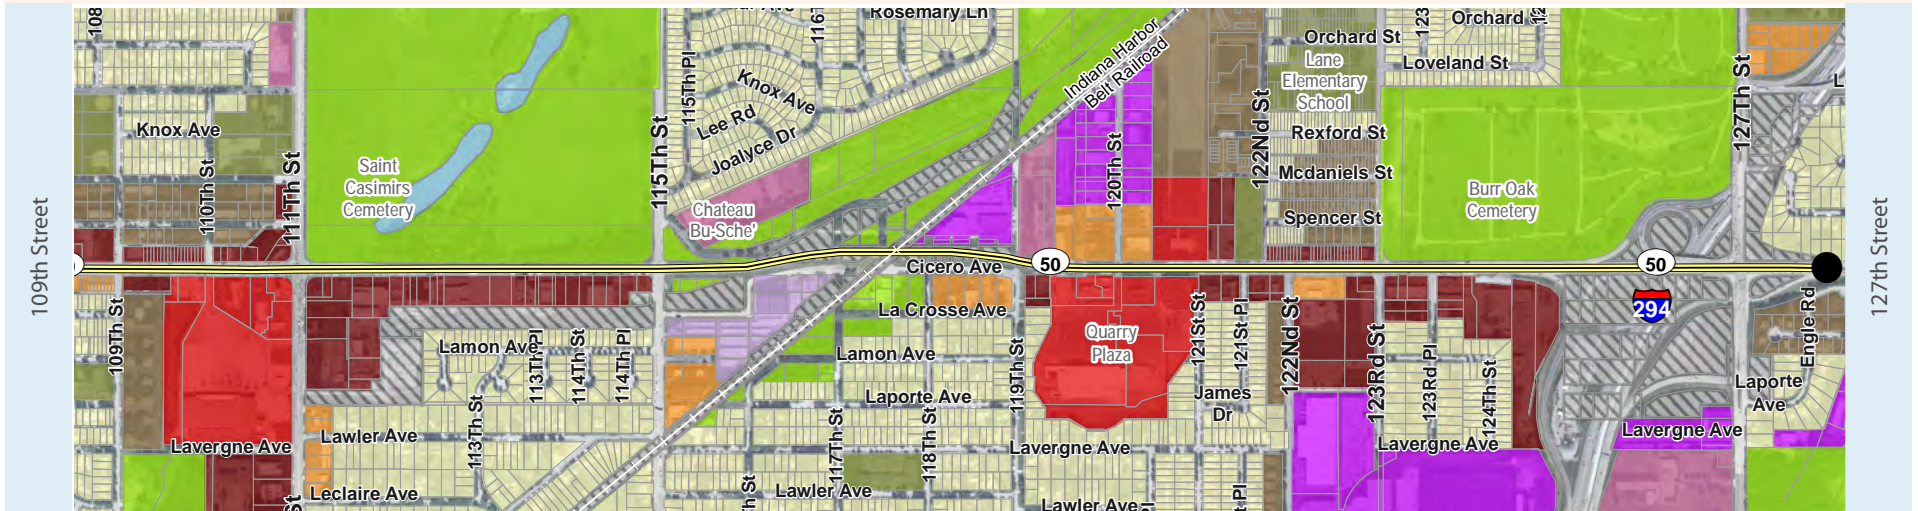 109th Street
108
Knox Ave
110Th St
111Th St
109Th St
Lavergne Ave
Saint
Casimirs
Cemetery
115Th St
115Th Pl
Rosemary Ln
Knox Ave
Lee Rd
Joalyce Dr
Chateau
Bu-Sche'
Indiana Harbor
Belt Railroad
120Th St
122Nd St
Orchard St
Lane
Elementary
School
Rexford St
Mcdaniels St
Spencer St
123
Orchard
12
Loveland St
Burr Oak
Cemetery
127Th St
127th Street
Cicero Ave
50
50
294
Lamon Ave
113Th Pl
114Th St
114Th Pl
Lawler Ave
113Th St
Leclaire Ave
St
La Crosse Ave
Lamon Ave
Laporte Ave
117Th St
118Th St
Lawler Ave
Th St
119Th St
Quarry
Plaza
Lavergne Ave
Lawler Ave
121St St
121St Pl
James
Dr
t Pl
122Nd St
123Rd St
123Rd Pl
124Th St
Lavergne Ave
Lavergne Ave
Laporte
Ave
Engle Rd